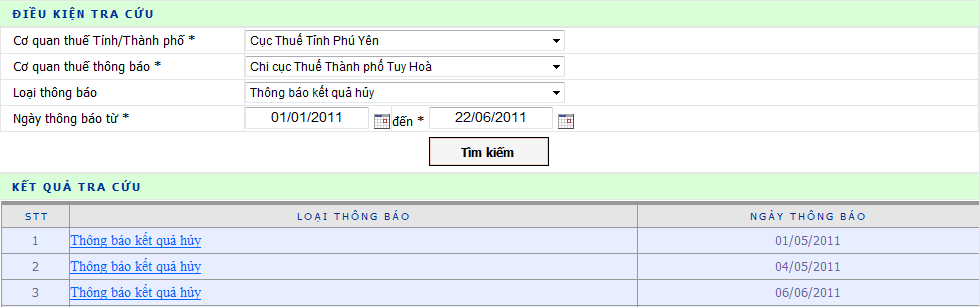 ĐIỀU KIỆN TRA CỨU
Cơ quan thuế Tỉnh/Thành phố * Cục Thuế Tỉnh Phú Yên
Cơ quan thuế thông báo * Chi cục Thuế Thành phố Tuy Hoà
Loại thông báo Thông báo kết quả hủy
Ngày thông báo từ * 01/01/2011 đến * 22/06/2011
Tìm kiếm
KẾT QUẢ TRA CỨU
STT LOẠI THÔNG BÁO NGÀY THÔNG BÁO
1 Thông báo kết quả hủy 01/05/2011
2 Thông báo kết quả hủy 04/05/2011
3 Thông báo kết quả hủy 06/06/2011